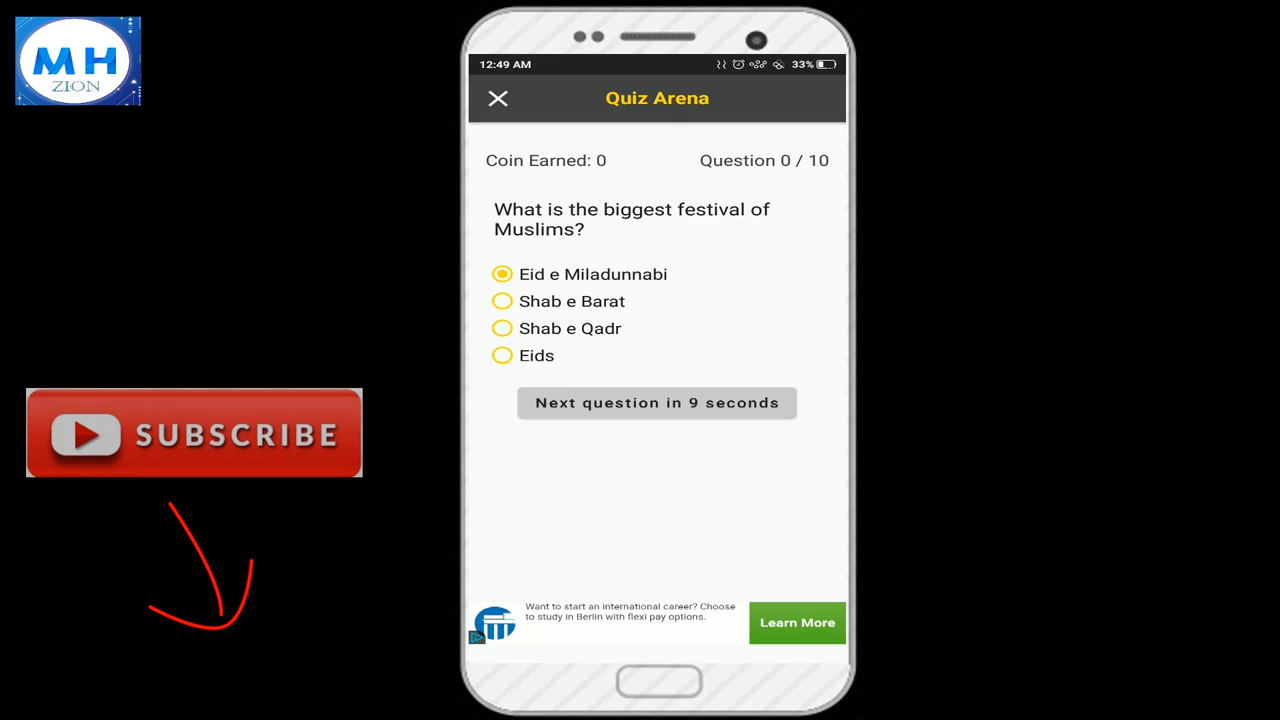 MH
ZION
12:49 AM
33%
Quiz Arena
Coin Earned: 0
Question 0 / 10
What is the biggest festival of
Muslims?
Eid e Miladunnabi
Shab e Barat
Shab e Qadr
Eids
Next question in 9 seconds
SUBSCRIBE
Want to start an international career? Choose
to study in Berlin with flexi pay options.
Learn More